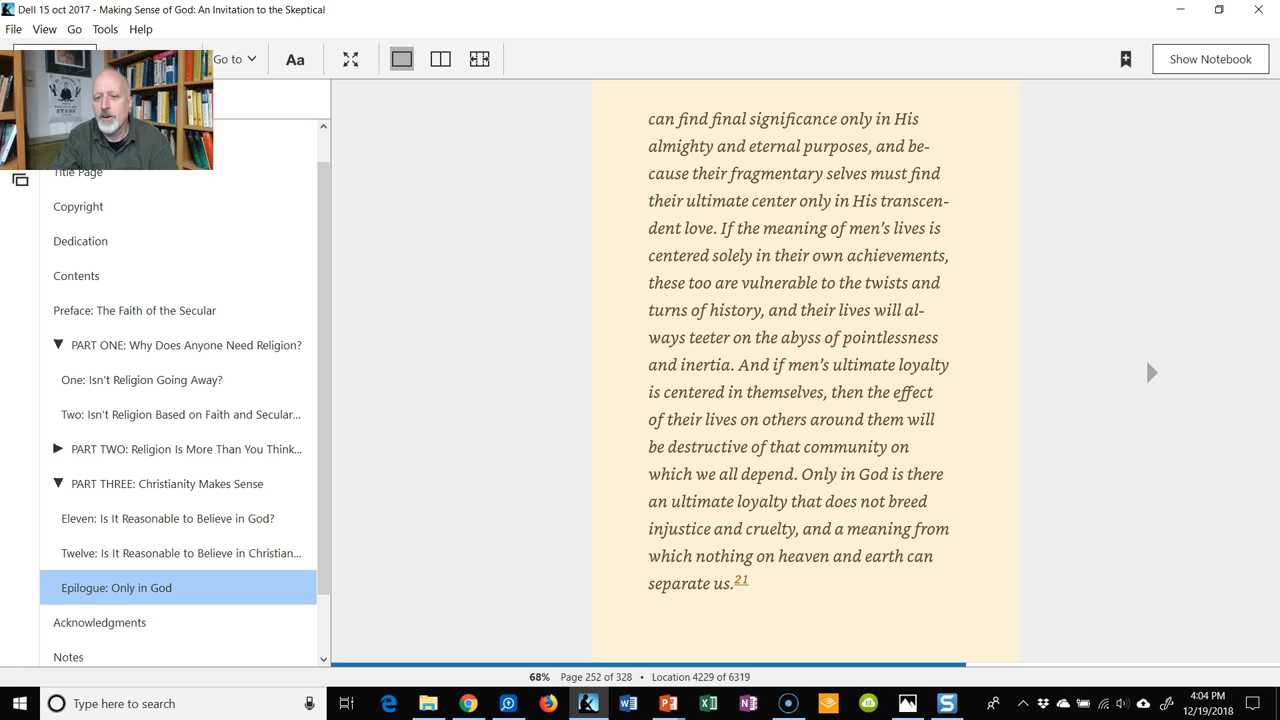 Dell 15 oct 2017 - Making Sense of God: An Invitation to the Skeptical
File View Go Tools Help
Go to Aa Show Notebook
Title Page
Copyright
Dedication
Contents
Preface: The Faith of the Secular
PART ONE: Why Does Anyone Need Religion?
One: Isn't Religion Going Away?
Two: Isn't Religion Based on Faith and Secular...
PART TWO: Religion Is More Than You Think...
PART THREE: Christianity Makes Sense
Eleven: Is It Reasonable to Believe in God?
Twelve: Is It Reasonable to Believe in Christian...
Epilogue: Only in God
Acknowledgments
Notes
can find final significance only in His
almighty and eternal purposes, and be-
cause their fragmentary selves must find
their ultimate center only in His transcen-
dent love. If the meaning of men's lives is
centered solely in their own achievements,
these too are vulnerable to the twists and
turns of history, and their lives will al-
ways teeter on the abyss of pointlessness
and inertia. And if men's ultimate loyalty
is centered in themselves, then the effect
of their lives on others around them will
be destructive of that community on
which we all depend. Only in God is there
an ultimate loyalty that does not breed
injustice and cruelty, and a meaning from
which nothing on heaven and earth can
separate us.21
68% Page 252 of 328 • Location 4229 of 6319
Type here to search
4:04 PM
12/19/2018